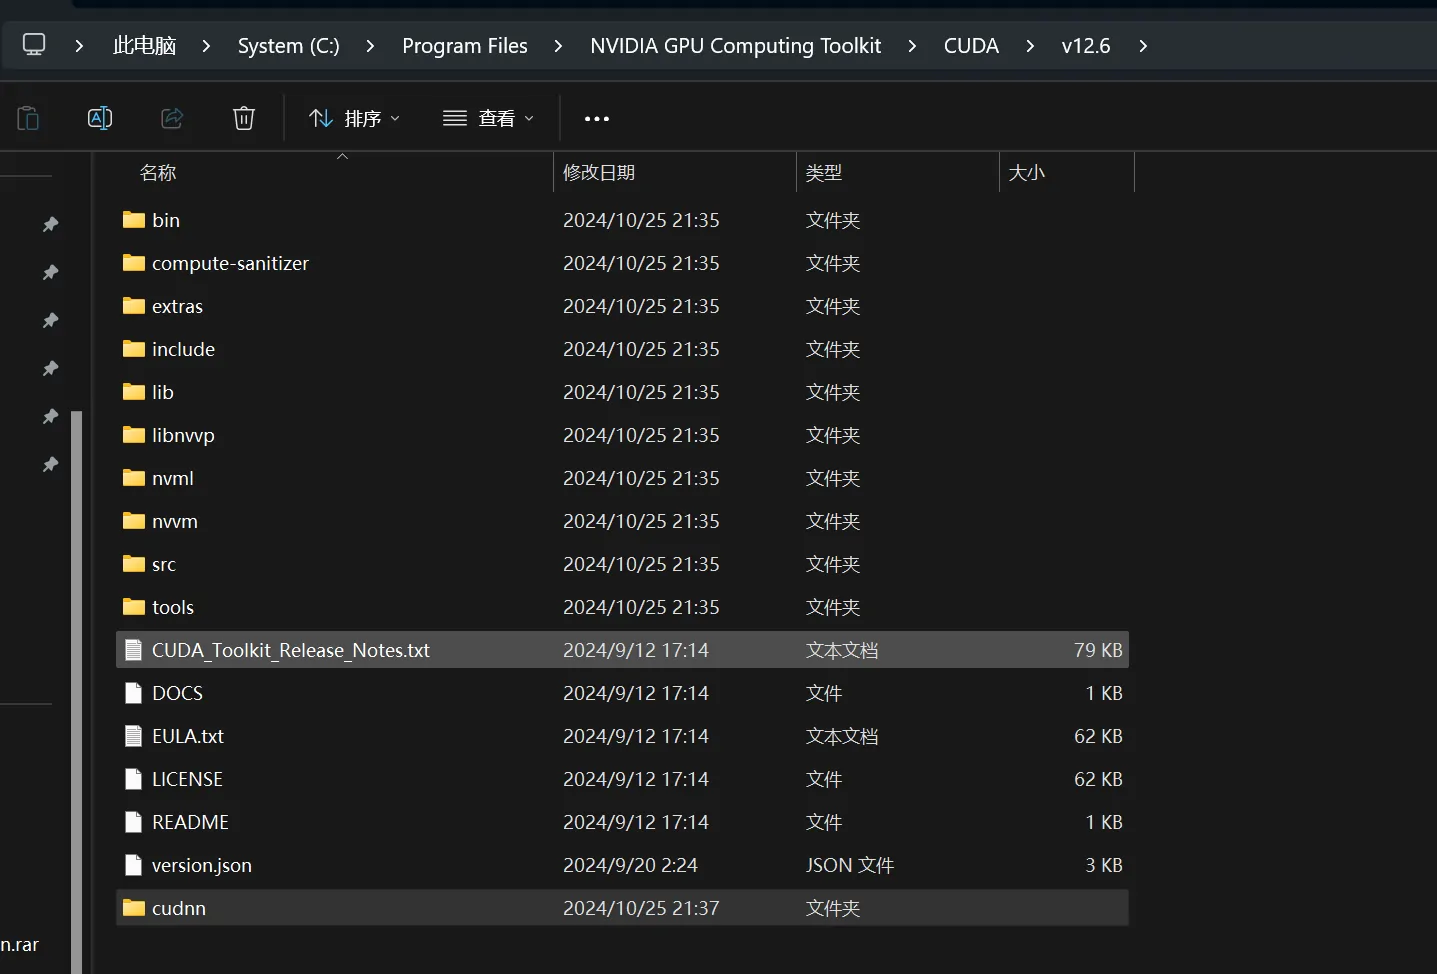 此电脑 System (C:) Program Files NVIDIA GPU Computing Toolkit CUDA v12.6
排序 查看
名称 修改日期 类型 大小
bin 2024/10/25 21:35 文件夹
compute-sanitizer 2024/10/25 21:35 文件夹
extras 2024/10/25 21:35 文件夹
include 2024/10/25 21:35 文件夹
lib 2024/10/25 21:35 文件夹
libnvvp 2024/10/25 21:35 文件夹
nvml 2024/10/25 21:35 文件夹
nvvm 2024/10/25 21:35 文件夹
src 2024/10/25 21:35 文件夹
tools 2024/10/25 21:35 文件夹
CUDA_Toolkit_Release_Notes.txt 2024/9/12 17:14 文本文档 79 KB
DOCS 2024/9/12 17:14 文件 1 KB
EULA.txt 2024/9/12 17:14 文本文档 62 KB
LICENSE 2024/9/12 17:14 文件 62 KB
README 2024/9/12 17:14 文件 1 KB
version.json 2024/9/20 2:24 JSON 文件 3 KB
cudnn 2024/10/25 21:37 文件夹
n.rar